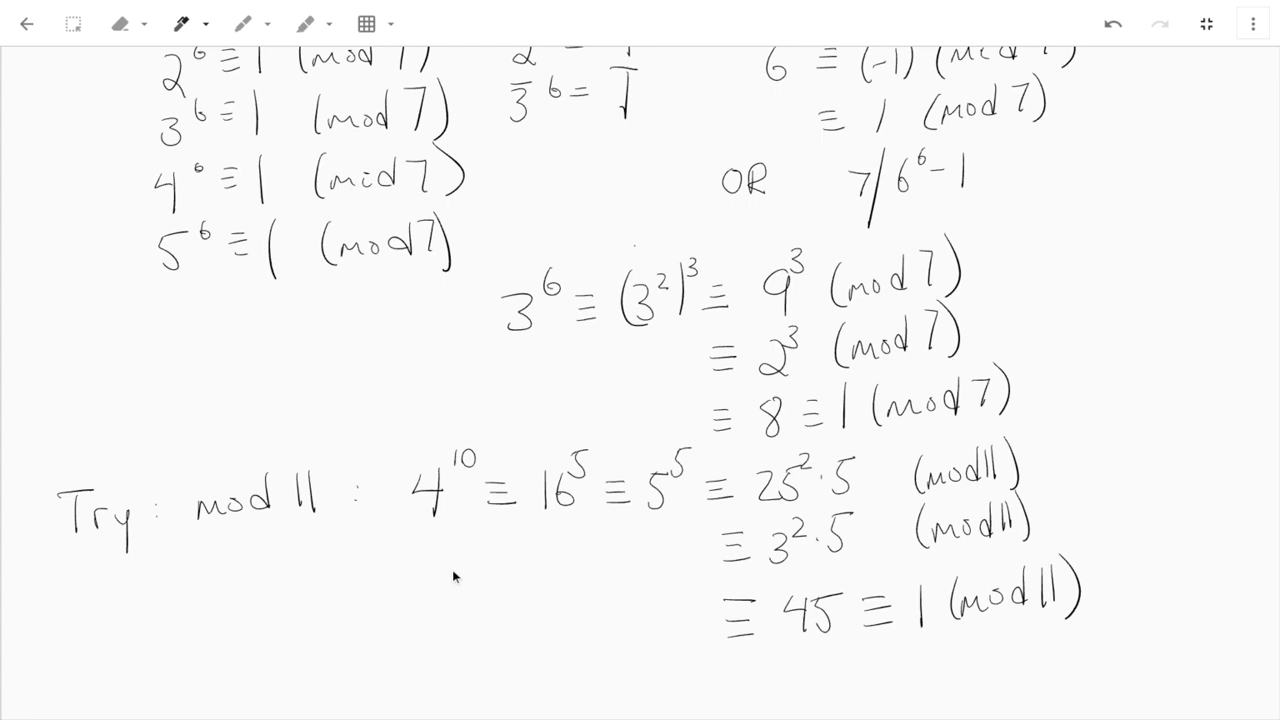 2^6 ≡ 1 (mod 7)
3^6 ≡ 1 (mod 7)
4^6 ≡ 1 (mod 7)
5^6 ≡ 1 (mod 7)
2 = 1
3̅^6 = 1̅
6 ≡ (-1) (mod 7)
≡ 1 (mod 7)
OR 7 / 6^6 - 1
3^6 ≡ (3^2)^3 ≡ 9^3 (mod 7)
≡ 2^3 (mod 7)
≡ 8 ≡ 1 (mod 7)
Try: mod 11 : 4^10 ≡ 16^5 ≡ 5^5 ≡ 25^2 · 5 (mod 11)
≡ 3^2 · 5 (mod 11)
≡ 45 ≡ 1 (mod 11)